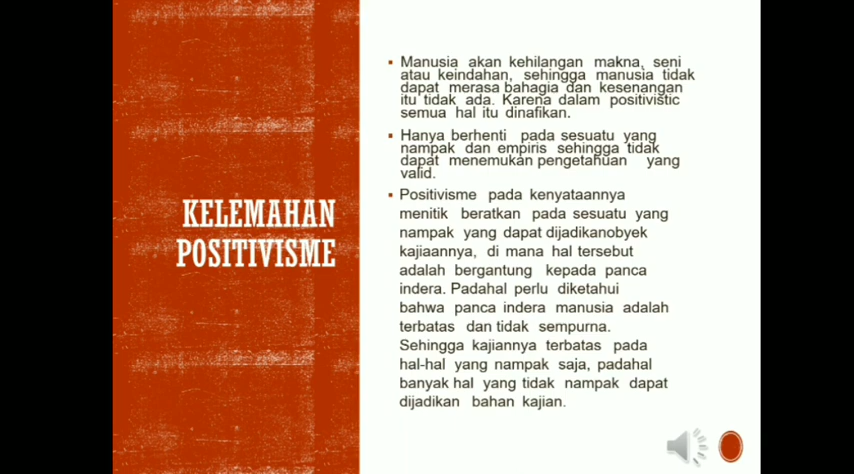 KELEMAHAN
POSITIVISME
Manusia akan kehilangan makna, seni
atau keindahan, sehingga manusia tidak
dapat merasa bahagia dan kesenangan
itu tidak ada. Karena dalam positivistic
semua hal itu dinafikan.
Hanya berhenti pada sesuatu yang
nampak dan empiris sehingga tidak
dapat menemukan pengetahuan yang
valid.
Positivisme pada kenyataannya
menitik beratkan pada sesuatu yang
nampak yang dapat dijadikanobyek
kajiaannya, di mana hal tersebut
adalah bergantung kepada panca
indera. Padahal perlu diketahui
bahwa panca indera manusia adalah
terbatas dan tidak sempurna.
Sehingga kajiannya terbatas pada
hal-hal yang nampak saja, padahal
banyak hal yang tidak nampak dapat
dijadikan bahan kajian.